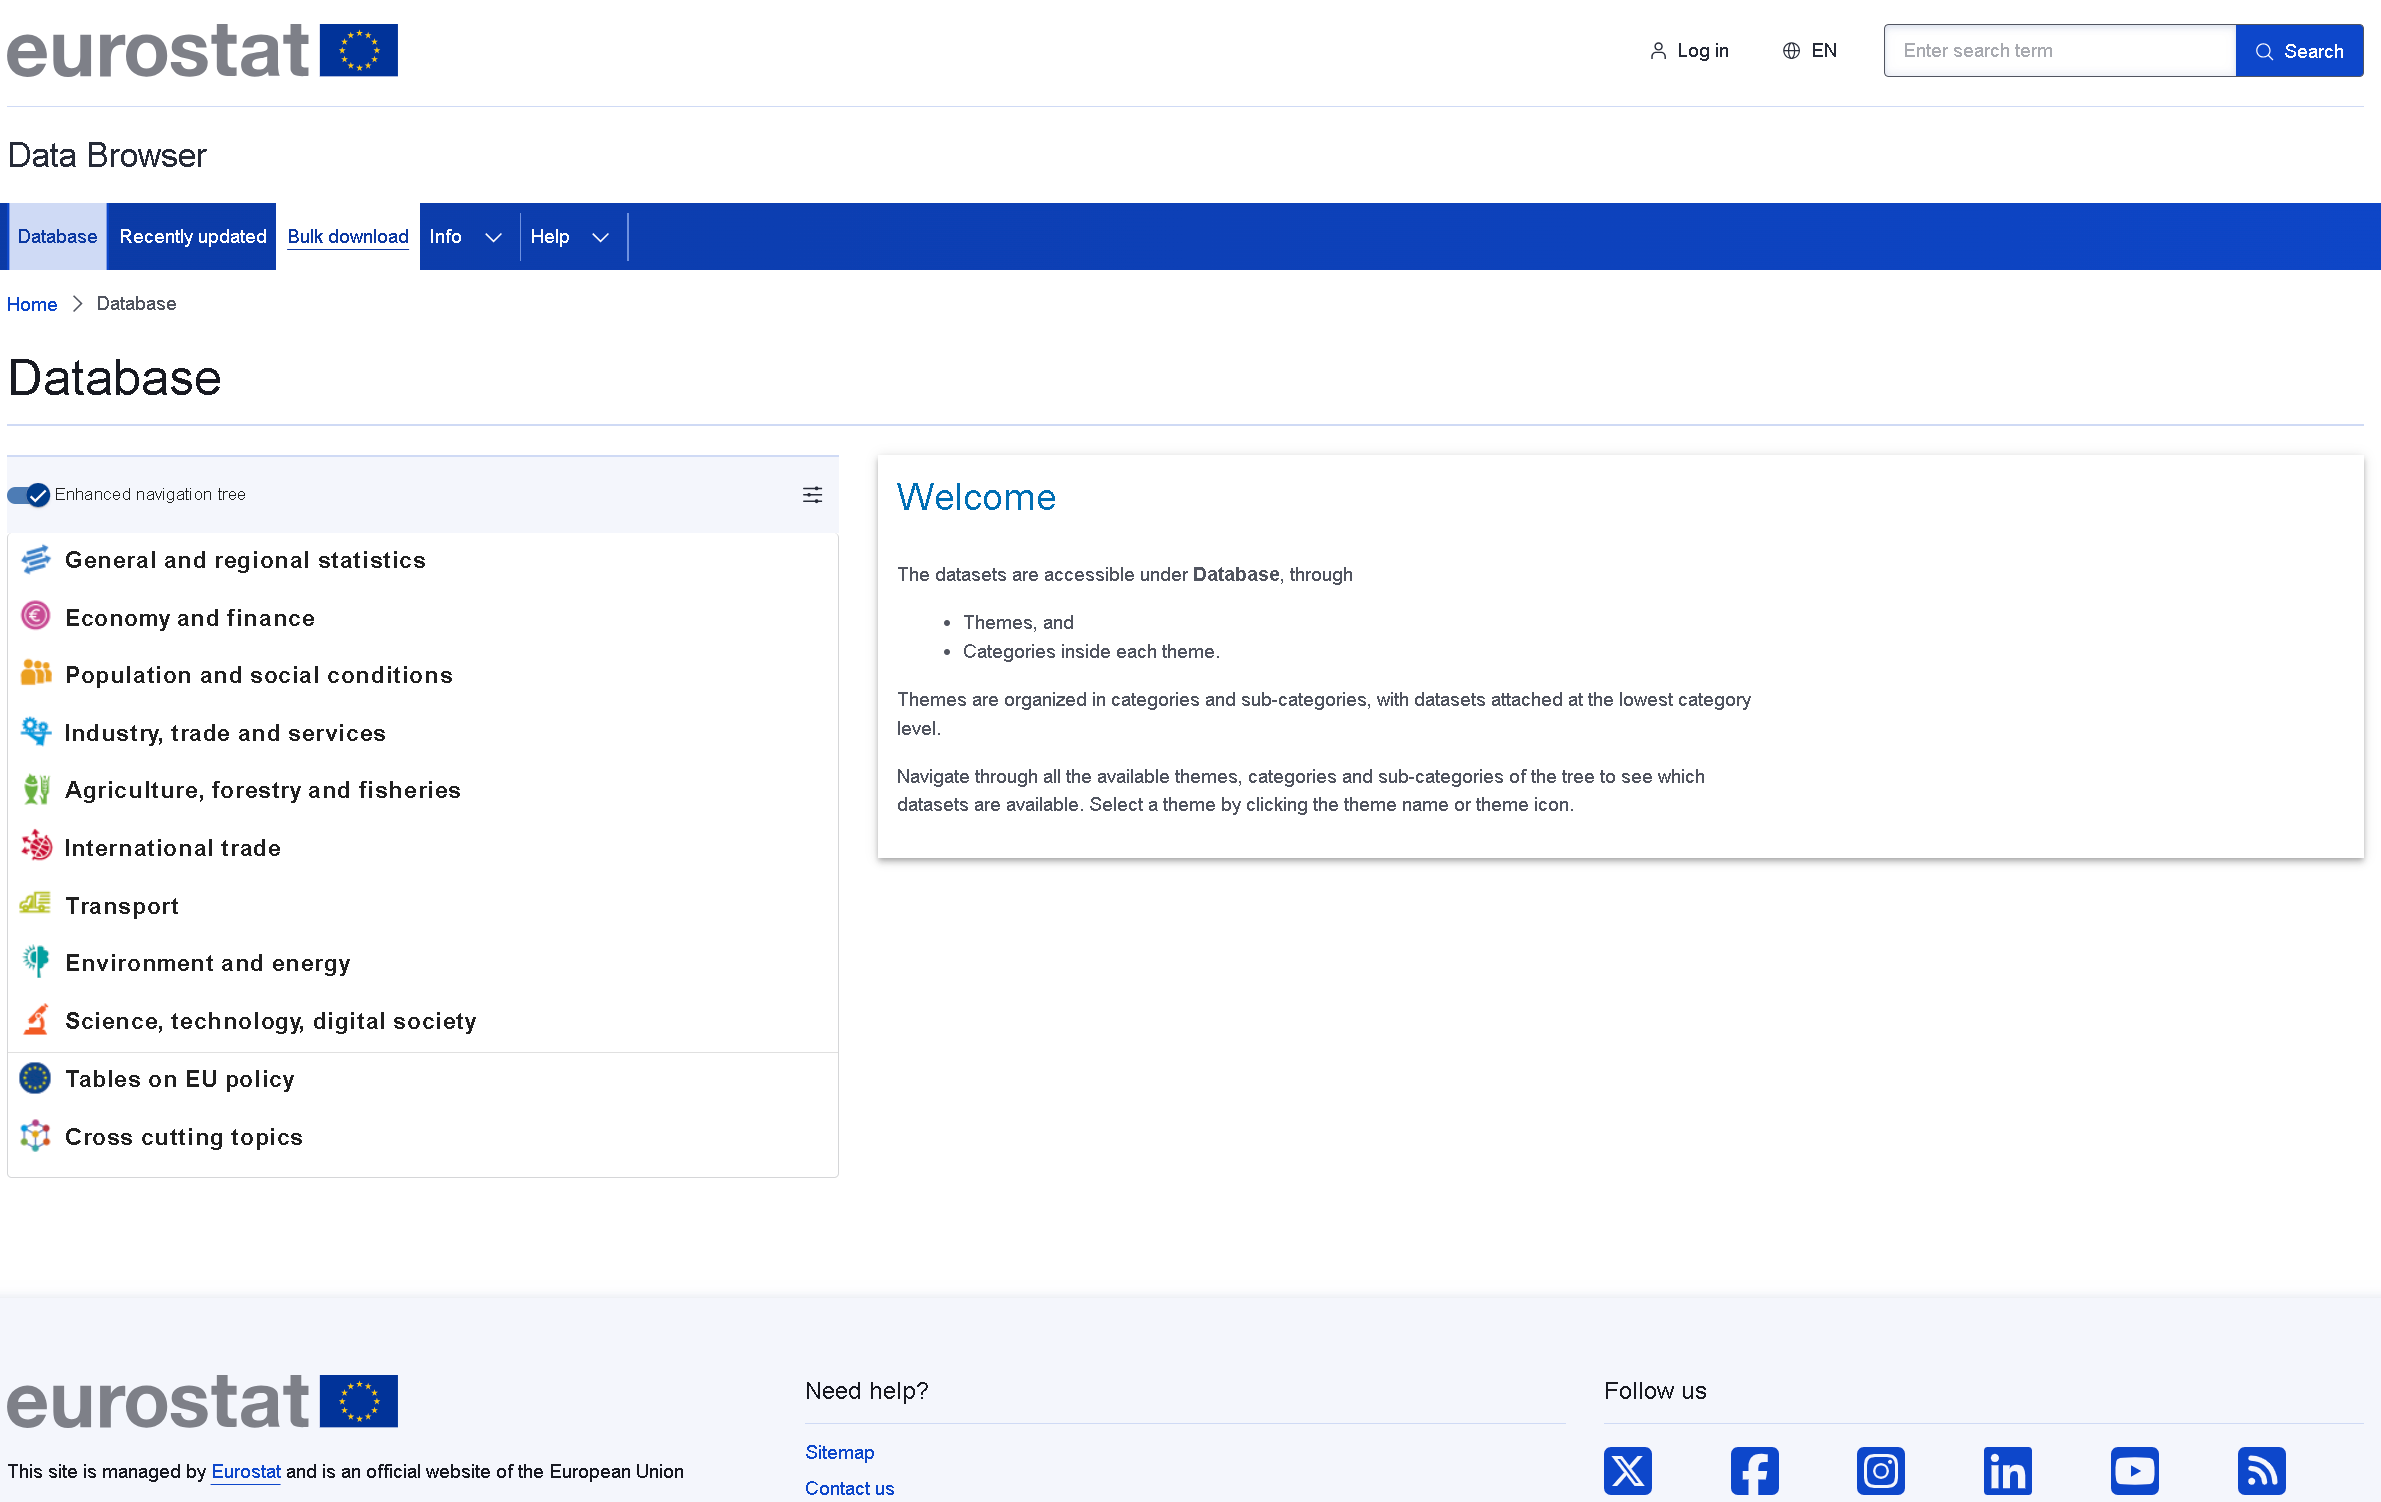 eurostat
Log in EN Enter search term Search
Data Browser
Database Recently updated Bulk download Info Help
Home Database
Database
Enhanced navigation tree
General and regional statistics
Economy and finance
Population and social conditions
Industry, trade and services
Agriculture, forestry and fisheries
International trade
Transport
Environment and energy
Science, technology, digital society
Tables on EU policy
Cross cutting topics
Welcome
The datasets are accessible under Database, through
• Themes, and
• Categories inside each theme.
Themes are organized in categories and sub-categories, with datasets attached at the lowest category
level.
Navigate through all the available themes, categories and sub-categories of the tree to see which
datasets are available. Select a theme by clicking the theme name or theme icon.
eurostat
This site is managed by Eurostat and is an official website of the European Union
Need help?
Sitemap
Contact us
Follow us